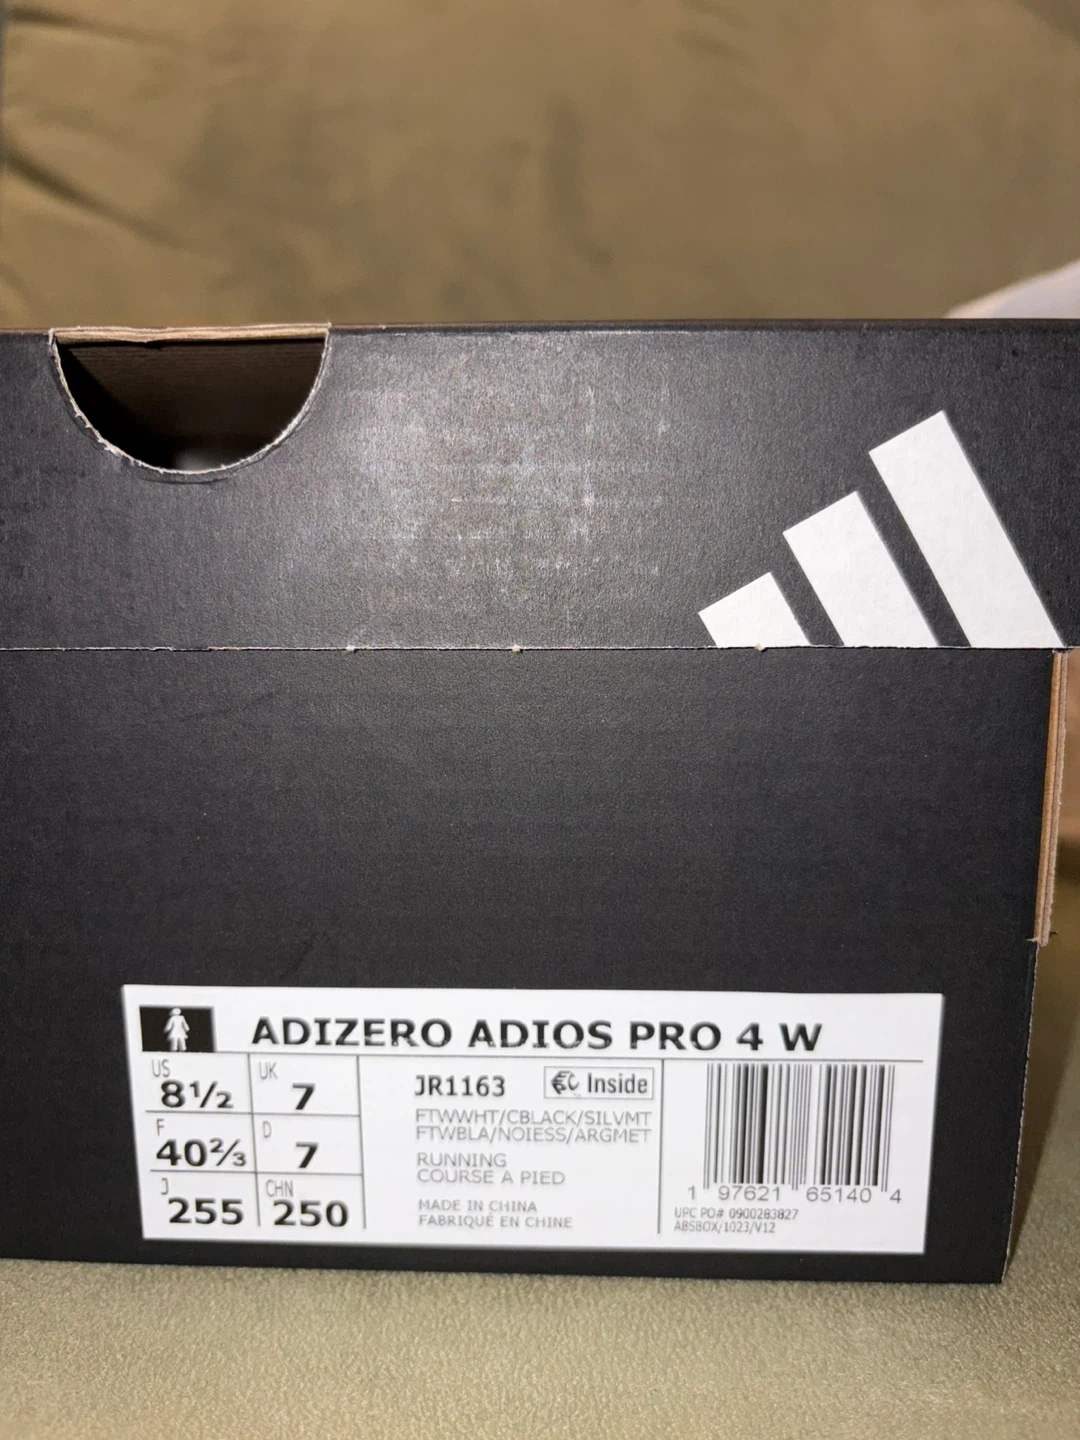 ADIZERO ADIOS PRO 4 W
US 8½ UK 7
F 40⅔ D 7
J 255 CHN 250
JR1163 Inside
FTWWHT/CBLACK/SILVMT
FTWBLA/NOIESS/ARGMET
RUNNING
COURSE A PIED
MADE IN CHINA
FABRIQUÉ EN CHINE
1 97621 65140 4
UPC PO# 0900283827
ABSBOX/1023/V12